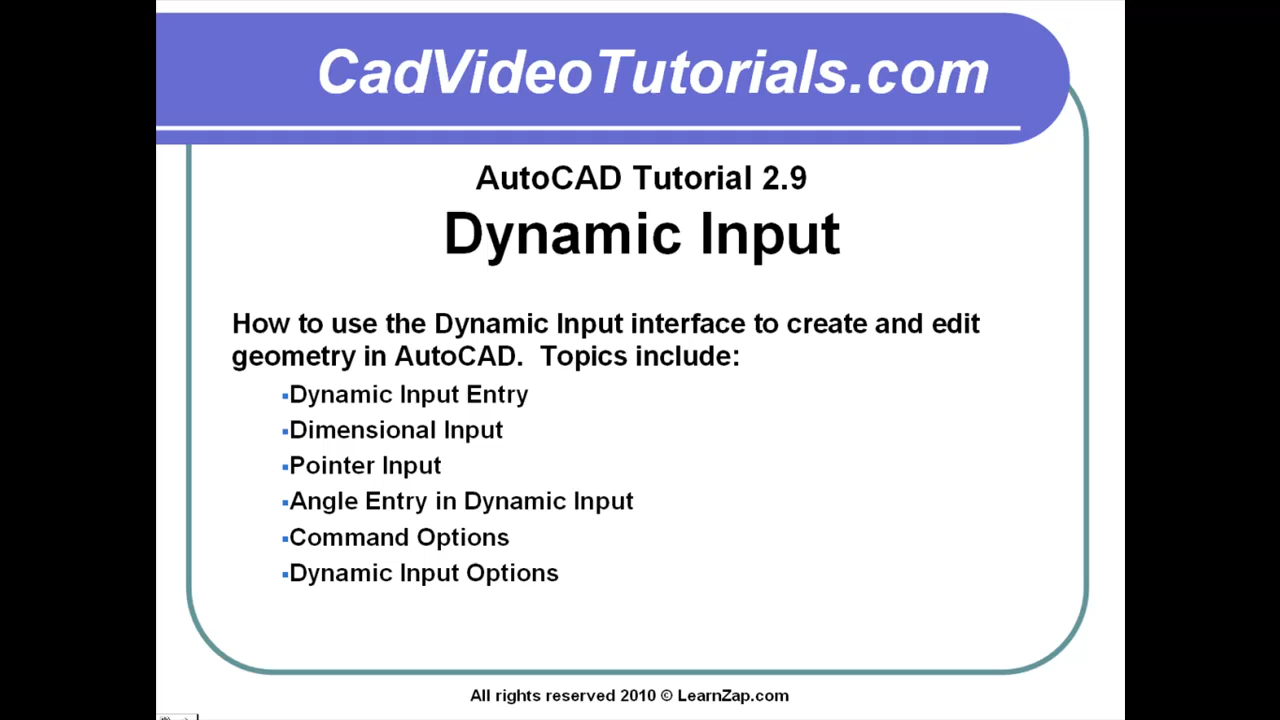 CadVideoTutorials.com
AutoCAD Tutorial 2.9
Dynamic Input
How to use the Dynamic Input interface to create and edit
geometry in AutoCAD.  Topics include:
▪Dynamic Input Entry
▪Dimensional Input
▪Pointer Input
▪Angle Entry in Dynamic Input
▪Command Options
▪Dynamic Input Options
All rights reserved 2010 © LearnZap.com